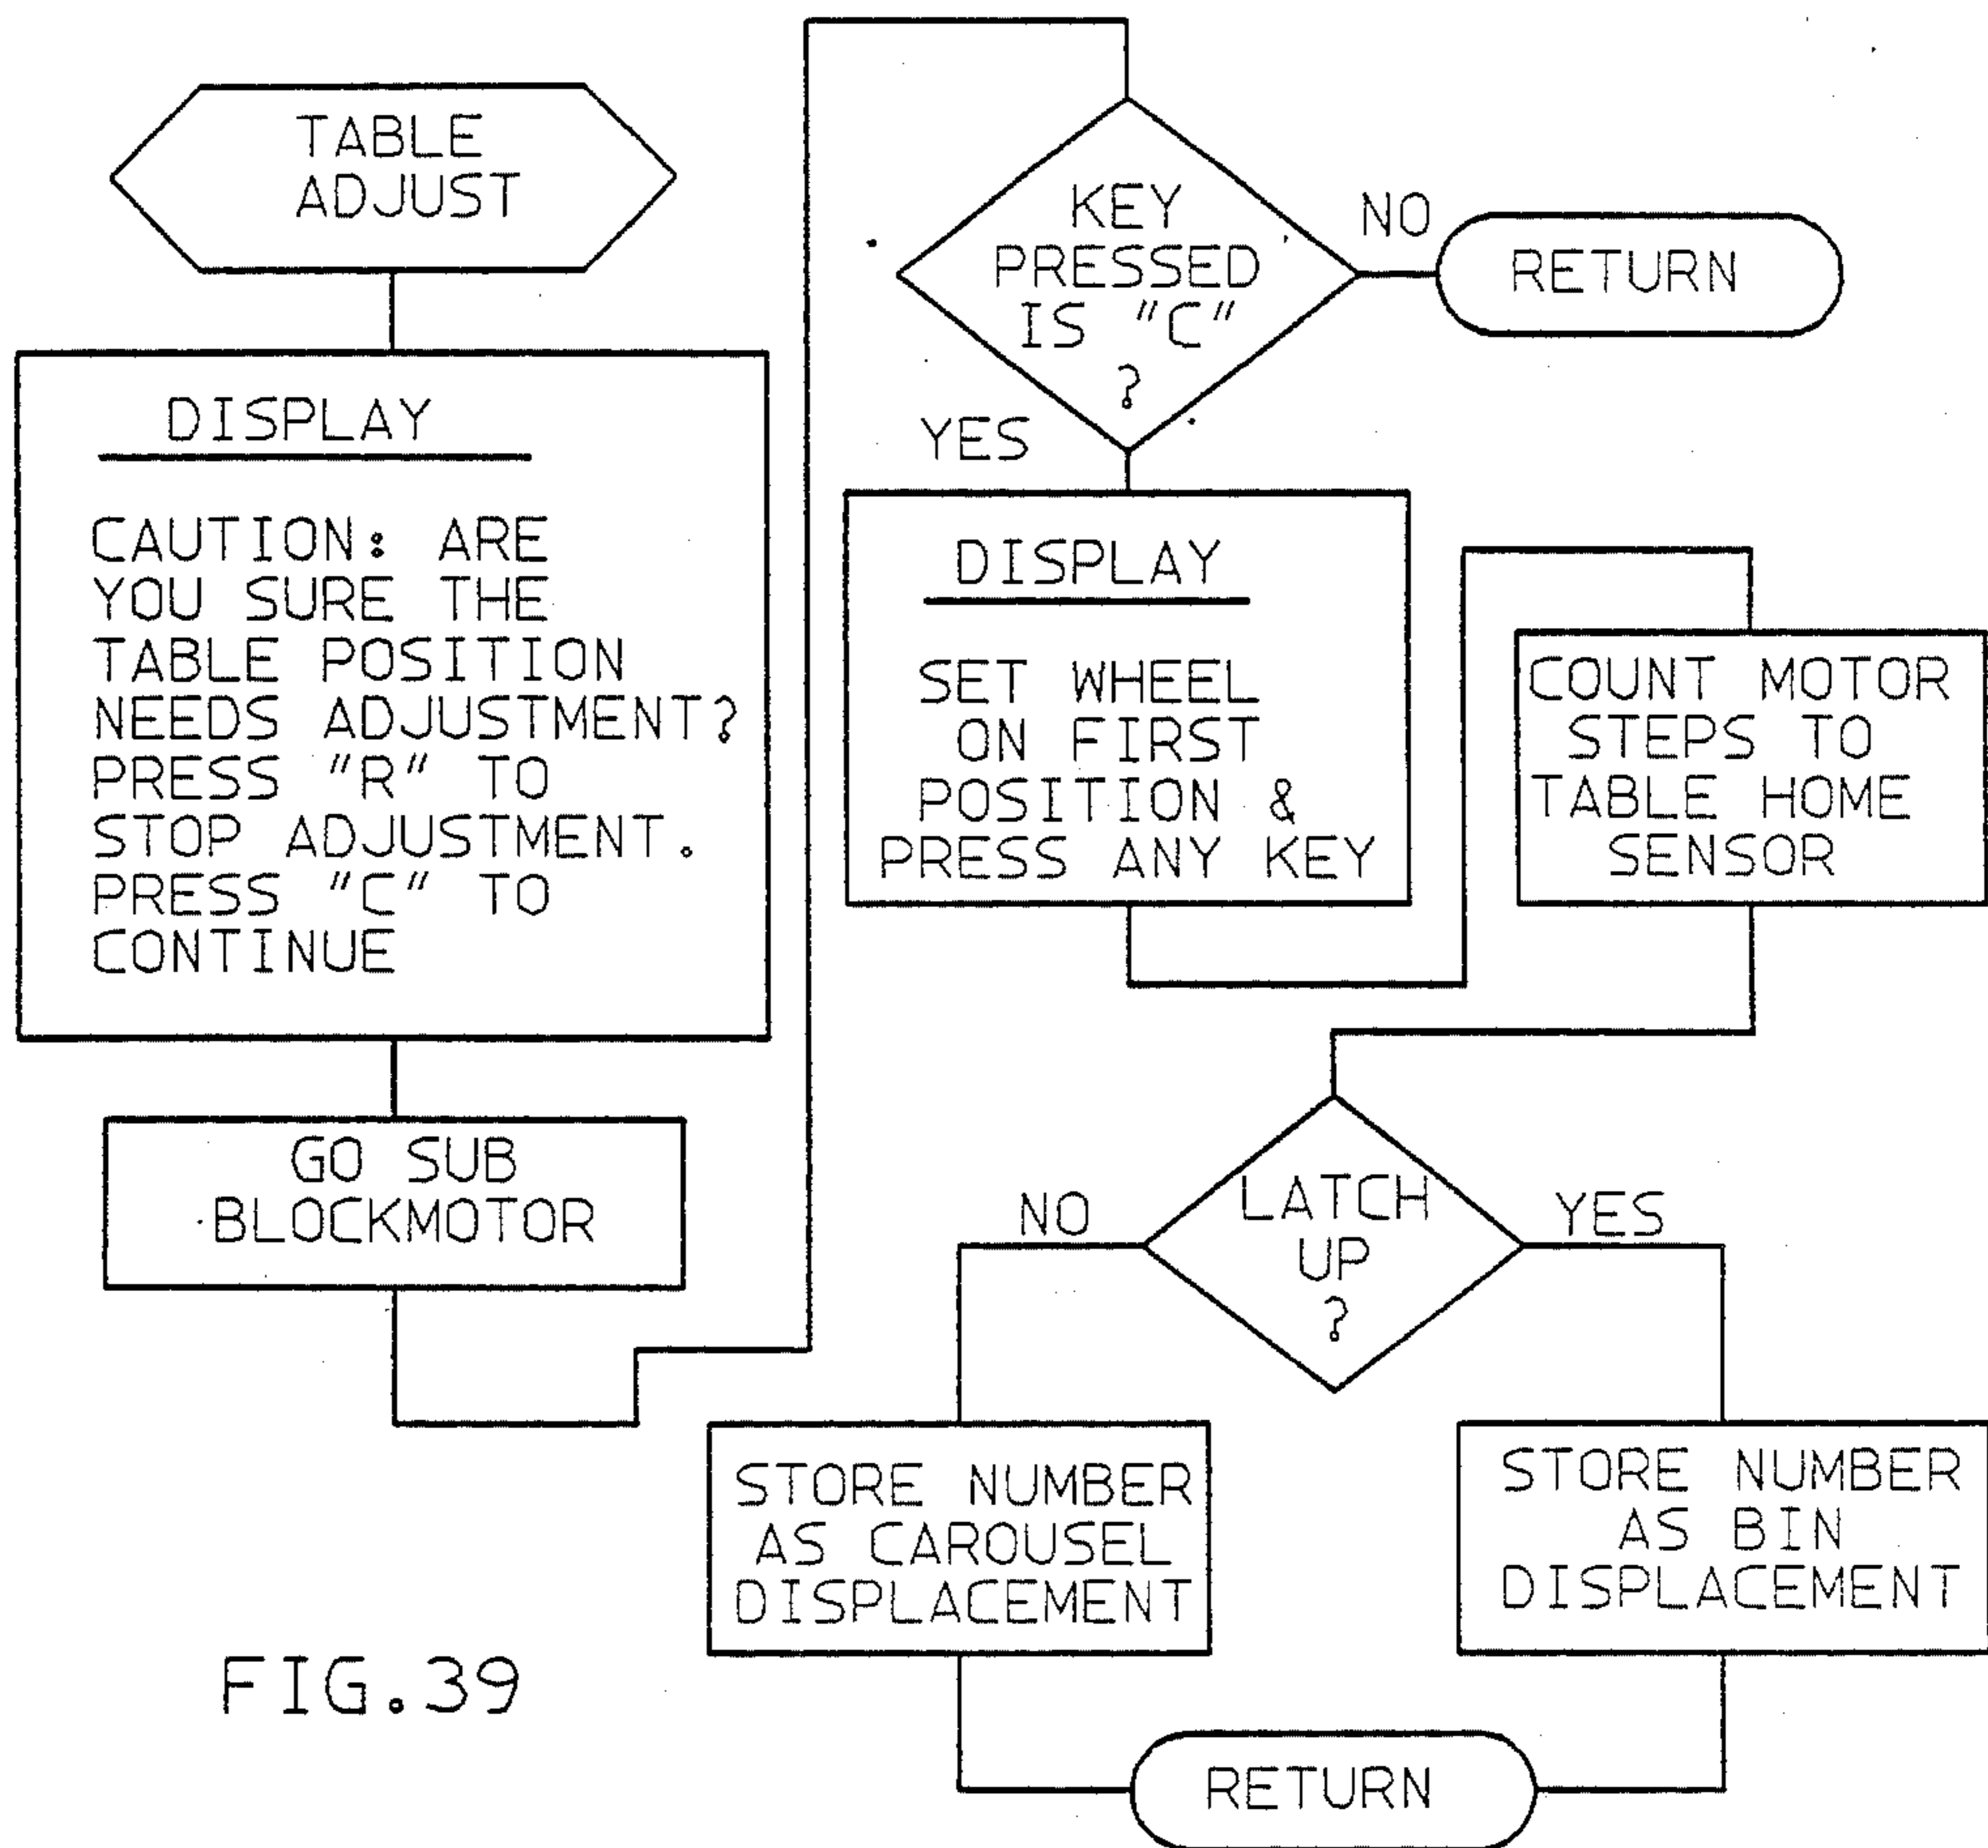 TABLE
ADJUST
DISPLAY
CAUTION: ARE
YOU SURE THE
TABLE POSITION
NEEDS ADJUSTMENT?
PRESS "R" TO
STOP ADJUSTMENT.
PRESS "C" TO
CONTINUE
GO SUB
BLOCKMOTOR
KEY
PRESSED
IS "C"
?
NO
RETURN
YES
DISPLAY
SET WHEEL
ON FIRST
POSITION &
PRESS ANY KEY
COUNT MOTOR
STEPS TO
TABLE HOME
SENSOR
LATCH
UP
?
NO
YES
STORE NUMBER
AS CAROUSEL
DISPLACEMENT
STORE NUMBER
AS BIN
DISPLACEMENT
RETURN
FIG.39